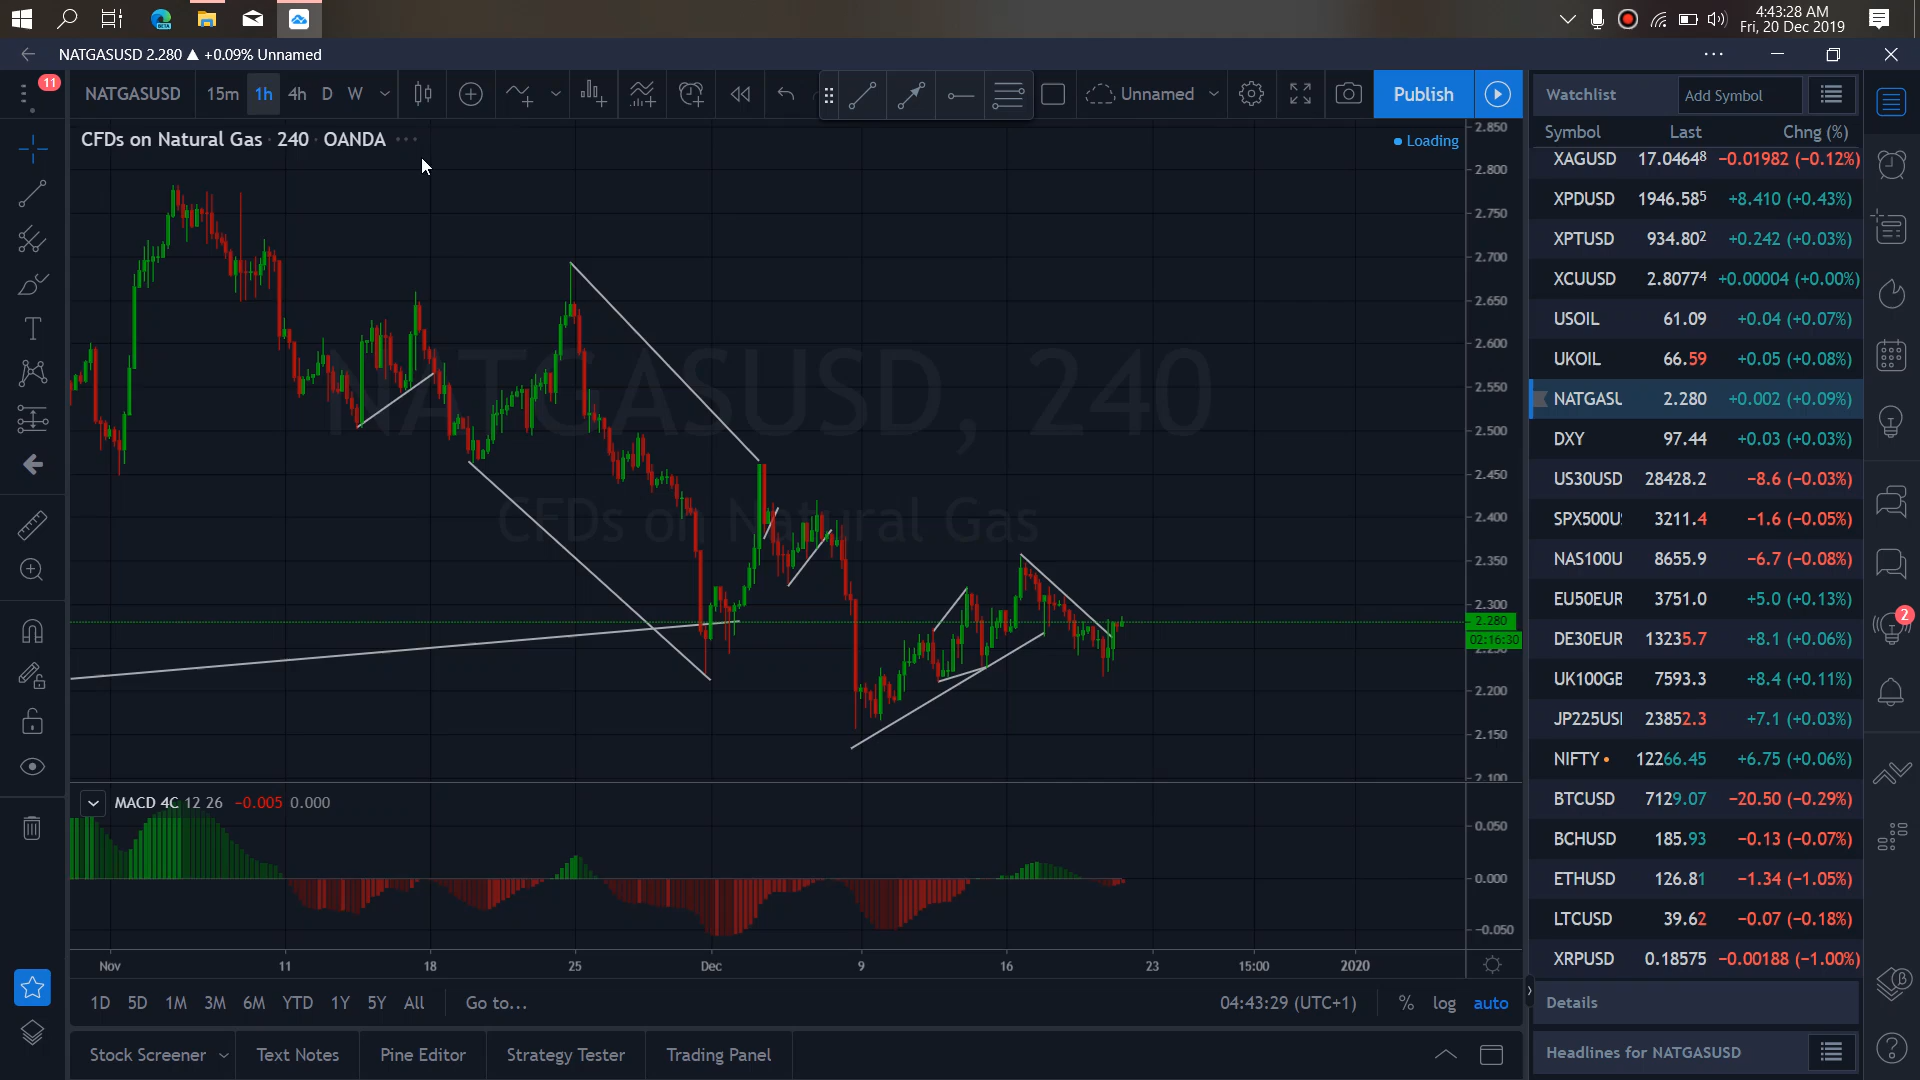 4:43:28 AM
Fri, 20 Dec 2019
NATGASUSD 2.280 ▲ +0.09% Unnamed
11
NATGASUSD 15m 1h 4h D W Unnamed Publish
CFDs on Natural Gas · 240 · OANDA ···
Loading
NATGASUSD, 240
CFDs on Natural Gas
2.850
2.800
2.750
2.700
2.650
2.600
2.550
2.500
2.450
2.400
2.350
2.300
2.280
02:16:30
2.250
2.200
2.150
2.100
MACD 4C 12 26 −0.005 0.000
0.050
0.000
−0.050
Nov 11 18 25 Dec 9 16 23 15:00 2020
1D 5D 1M 3M 6M YTD 1Y 5Y All Go to... 04:43:29 (UTC+1) % log auto
Stock Screener Text Notes Pine Editor Strategy Tester Trading Panel
Watchlist Add Symbol
Symbol Last Chng (%)
XAGUSD 17.04648 −0.01982 (−0.12%)
XPDUSD 1946.585 +8.410 (+0.43%)
XPTUSD 934.802 +0.242 (+0.03%)
XCUUSD 2.80774 +0.00004 (+0.00%)
USOIL 61.09 +0.04 (+0.07%)
UKOIL 66.59 +0.05 (+0.08%)
NATGASU 2.280 +0.002 (+0.09%)
DXY 97.44 +0.03 (+0.03%)
US30USD 28428.2 −8.6 (−0.03%)
SPX500U 3211.4 −1.6 (−0.05%)
NAS100U 8655.9 −6.7 (−0.08%)
EU50EUR 3751.0 +5.0 (+0.13%)
DE30EUR 13235.7 +8.1 (+0.06%)
UK100GB 7593.3 +8.4 (+0.11%)
JP225USD 23852.3 +7.1 (+0.03%)
NIFTY 12266.45 +6.75 (+0.06%)
BTCUSD 7129.07 −20.50 (−0.29%)
BCHUSD 185.93 −0.13 (−0.07%)
ETHUSD 126.81 −1.34 (−1.05%)
LTCUSD 39.62 −0.07 (−0.18%)
XRPUSD 0.18575 −0.00188 (−1.00%)
Details
Headlines for NATGASUSD
2